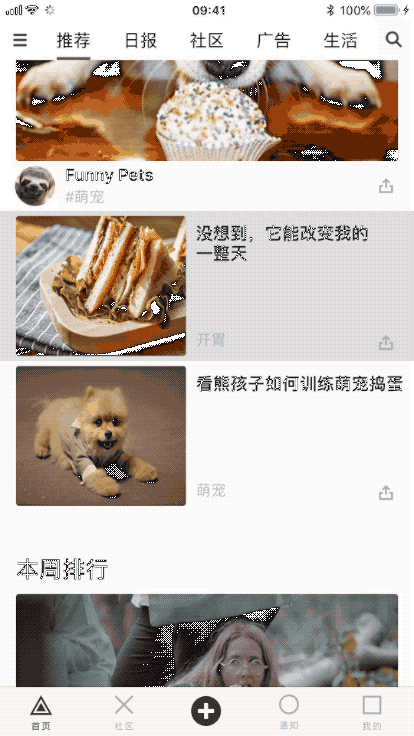 09:41
100%
推荐 日报 社区 广告 生活
Funny Pets
#萌宠
没想到，它能改变我的
一整天
开胃
看熊孩子如何训练萌宠捣蛋
萌宠
本周排行
首页 社区 通知 我的